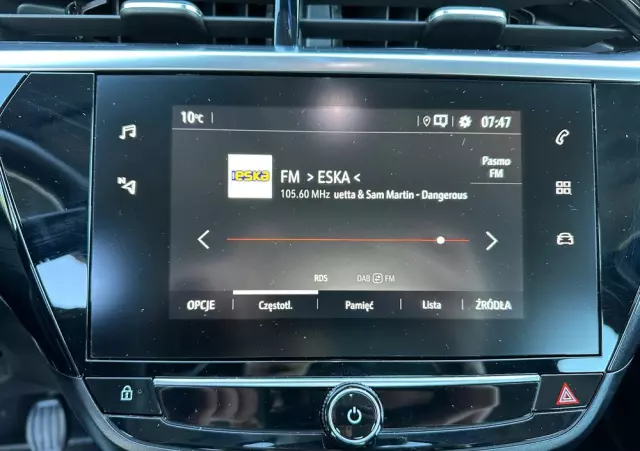 10°C
07:47
ESKA
FM > ESKA <
Pasmo
FM
105.60 MHz uetta & Sam Martin - Dangerous
RDS
DAB FM
OPCJE
Częstotl.
Pamięć
Lista
ŹRÓDŁA
N